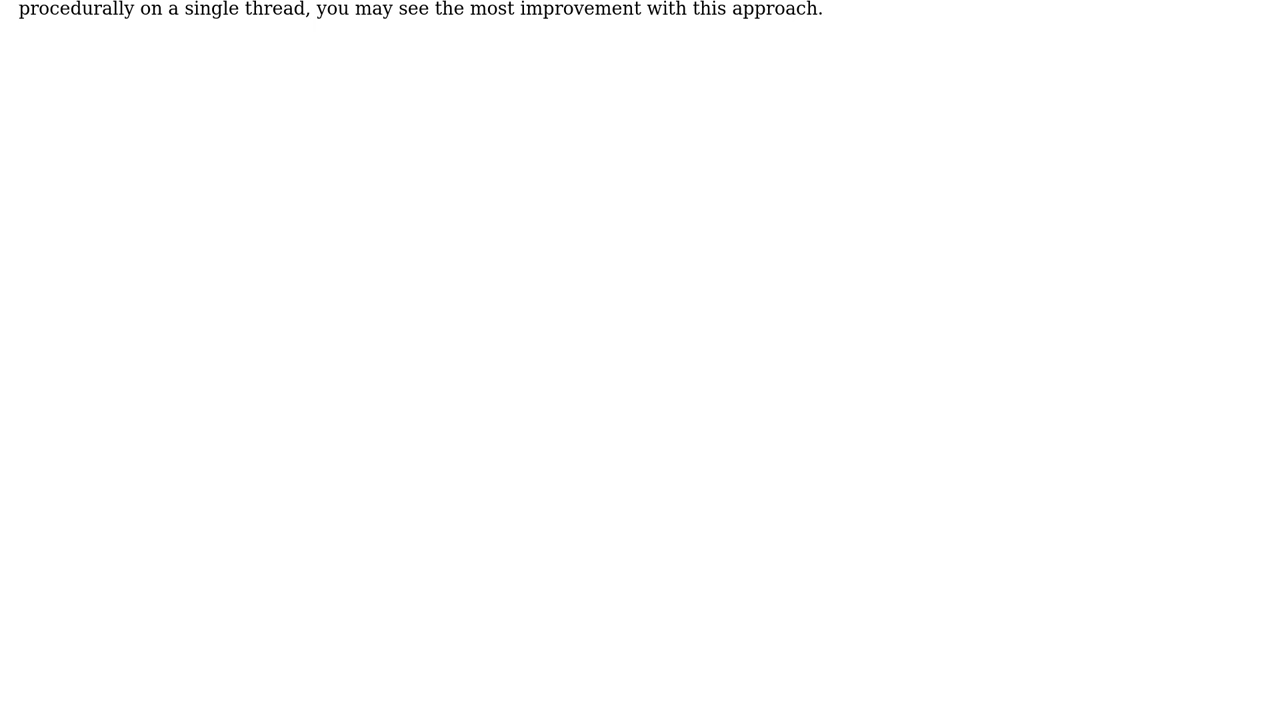 procedurally on a single thread, you may see the most improvement with this approach.